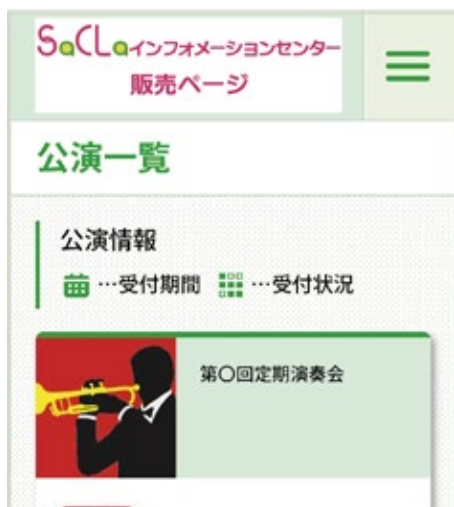 SaCLaインフォメーションセンター
販売ページ
公演一覧
公演情報
…受付期間 …受付状況
第〇回定期演奏会